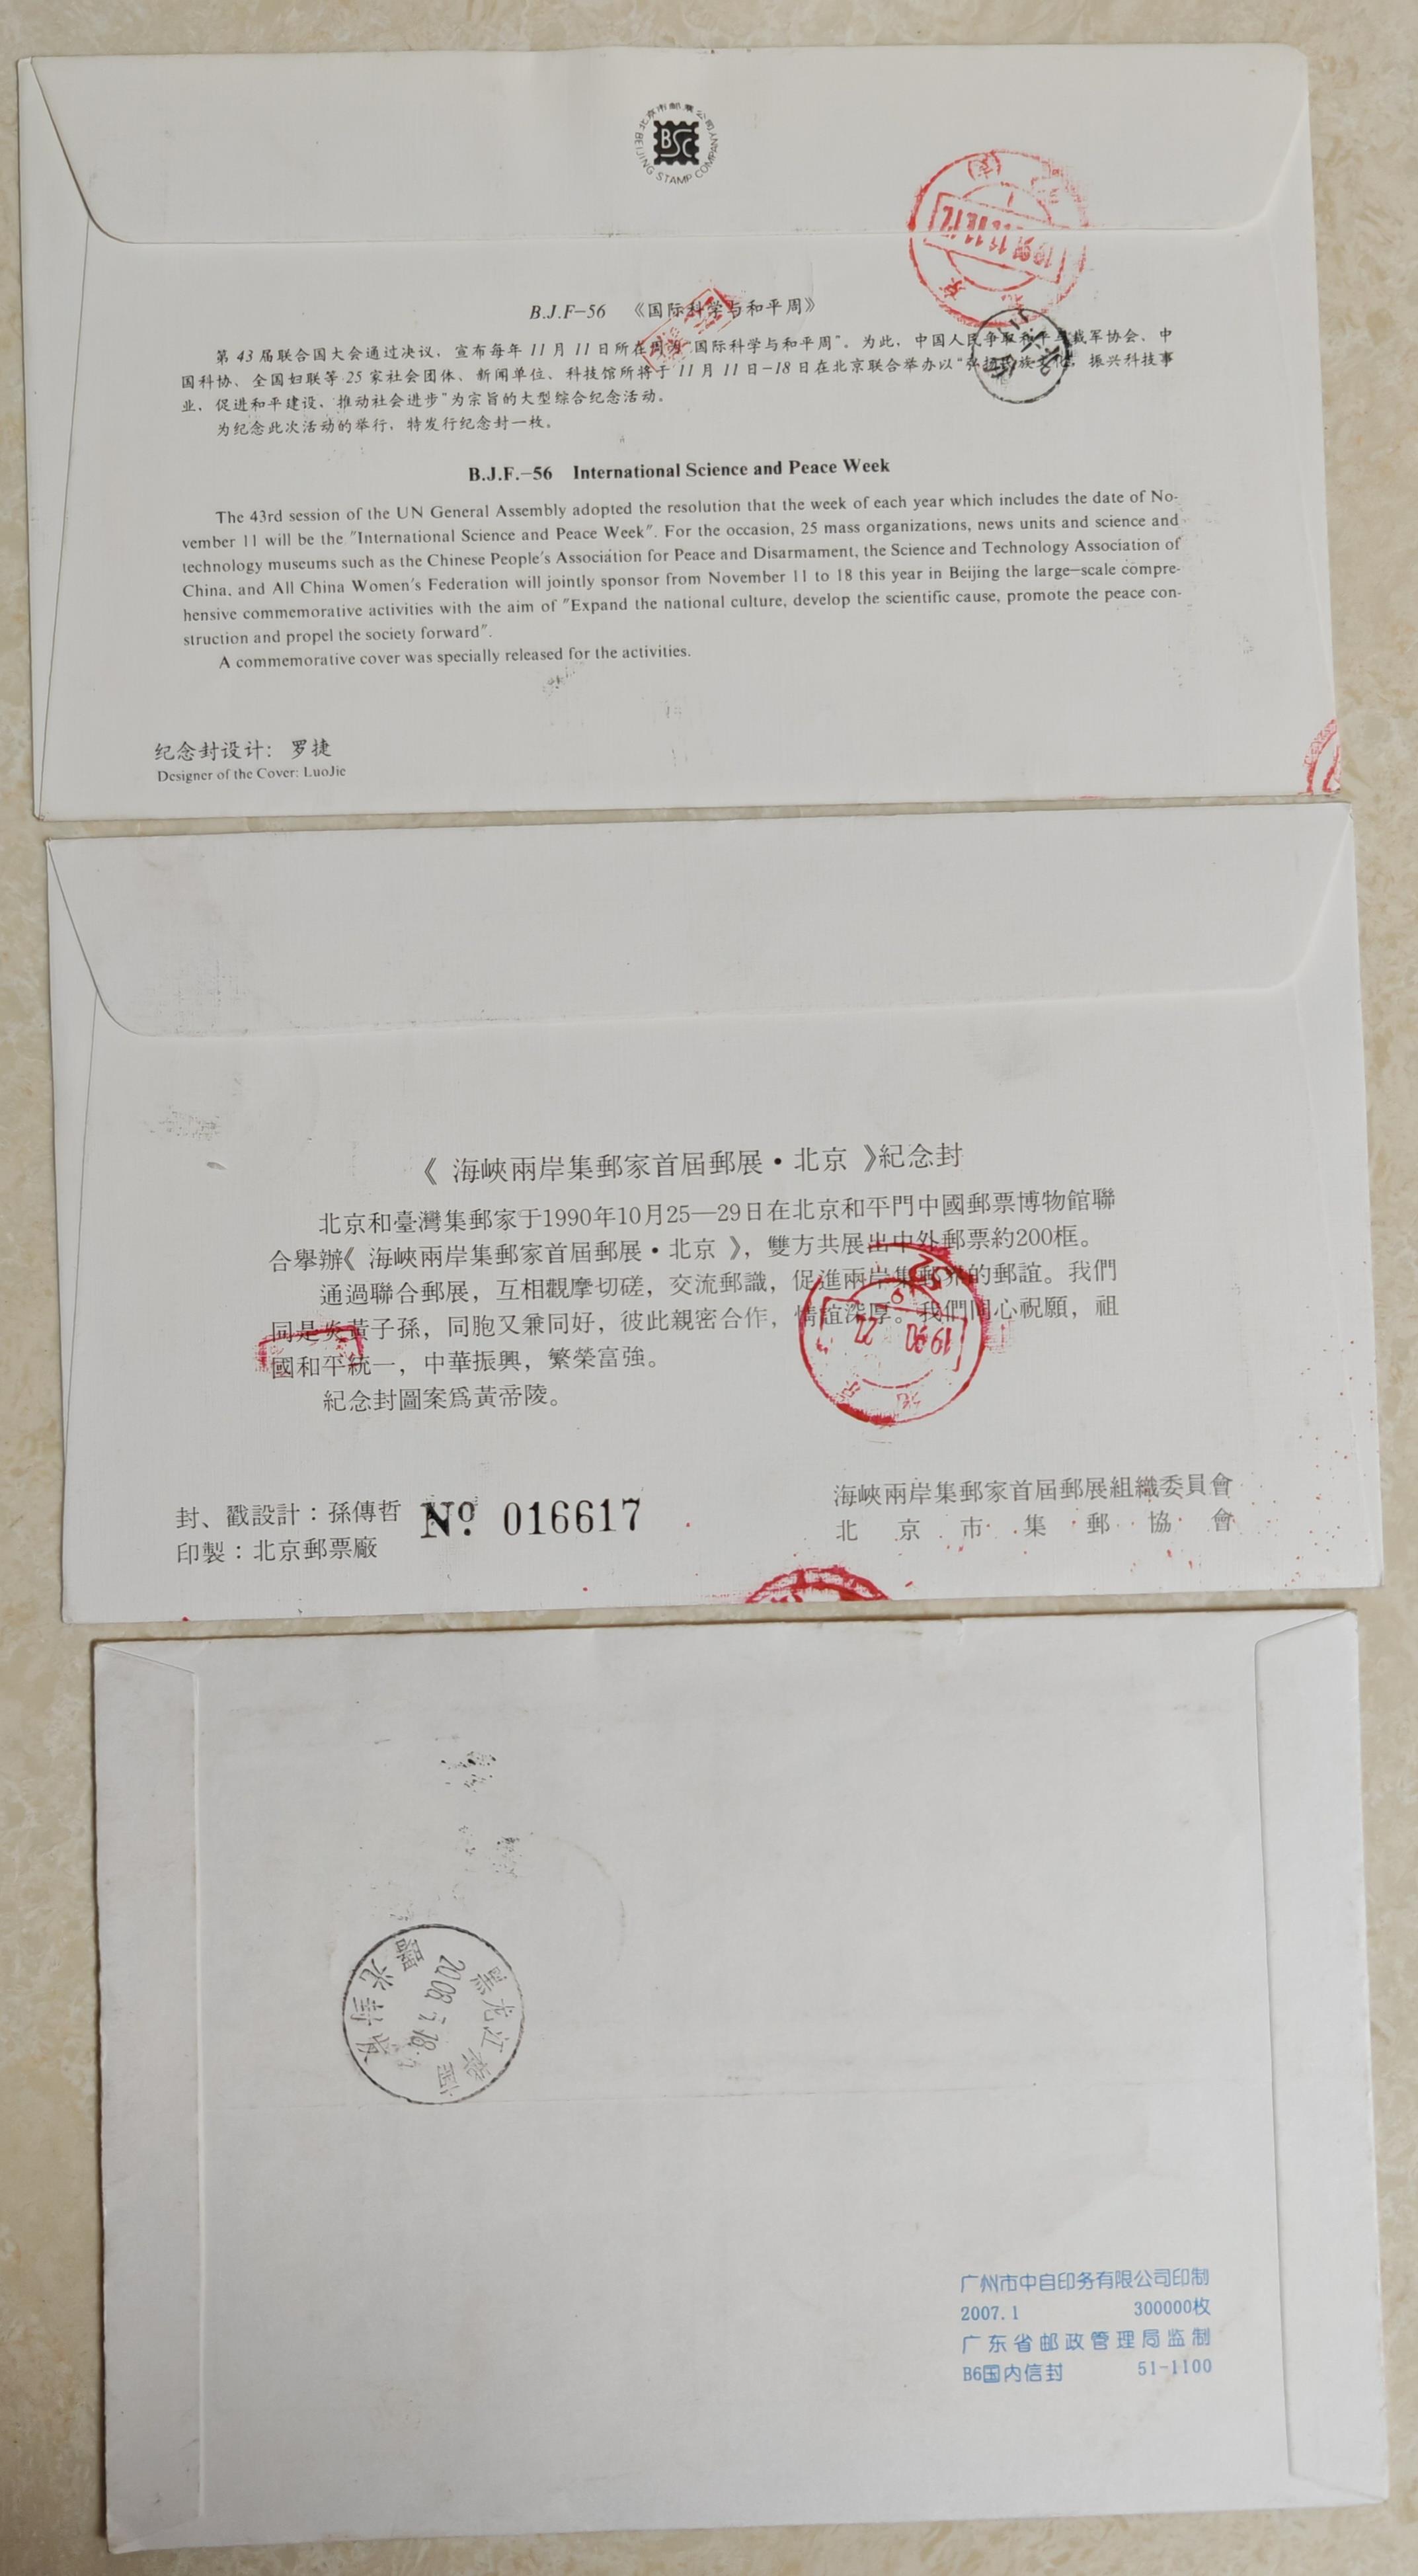 北京市邮票公司
BSC
BEIJING STAMP COMPANY
B.J.F-56 《国际科学与和平周》
第 43 届联合国大会通过决议，宣布每年 11 月 11 日所在周为“国际科学与和平周”。为此，中国人民争取和平与裁军协会、中
国科协、全国妇联等 25 家社会团体、新闻单位、科技馆所将于 11 月 11 日-18 日在北京联合举办以“弘扬民族文化，振兴科技事
业，促进和平建设，推动社会进步”为宗旨的大型综合纪念活动。
为纪念此次活动的举行，特发行纪念封一枚。
B.J.F.-56 International Science and Peace Week
The 43rd session of the UN General Assembly adopted the resolution that the week of each year which includes the date of No-
vember 11 will be the "International Science and Peace Week". For the occasion, 25 mass organizations, news units and science and
technology museums such as the Chinese People's Association for Peace and Disarmament, the Science and Technology Association of
China, and All China Women's Federation will jointly sponsor from November 11 to 18 this year in Beijing the large-scale compre-
hensive commemorative activities with the aim of "Expand the national culture, develop the scientific cause, promote the peace con-
struction and propel the society forward".
A commemorative cover was specially released for the activities.
纪念封设计： 罗捷
Designer of the Cover: LuoJie
《 海峽兩岸集郵家首屆郵展•北京 》紀念封
北京和臺灣集郵家于1990年10月25—29日在北京和平門中國郵票博物館聯
合舉辦《 海峽兩岸集郵家首屆郵展•北京 》，雙方共展出中外郵票約200框。
通過聯合郵展，互相觀摩切磋，交流郵識，促進兩岸集郵界的郵誼。我們
同是炎黃子孫，同胞又兼同好，彼此親密合作，情誼深厚。我們同心祝願，祖
國和平統一，中華振興，繁榮富強。
紀念封圖案爲黃帝陵。
封、戳設計：孫傳哲
印製：北京郵票廠
No. 016617
海峽兩岸集郵家首屆郵展組織委員會
北京市集郵協會
黑龙江
2008
18
广州市中自印务有限公司印制
2007.1 300000枚
广东省邮政管理局监制
B6国内信封 51-1100